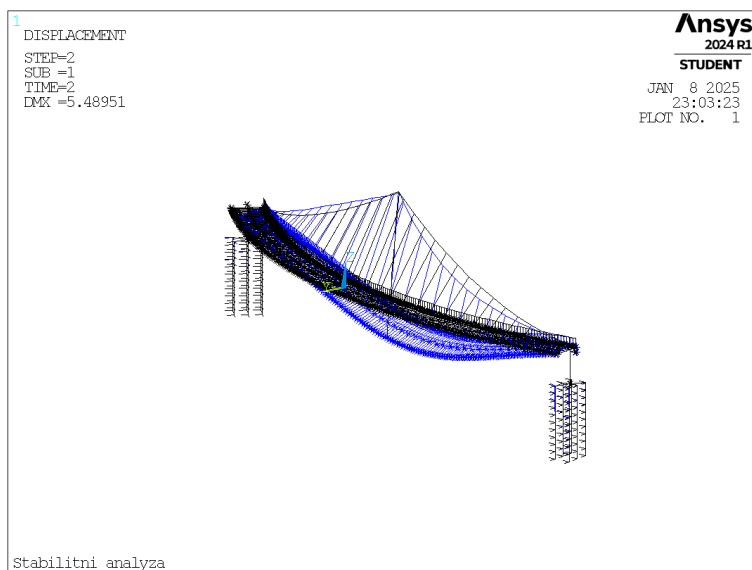 1
DISPLACEMENT
STEP=2
SUB =1
TIME=2
DMX =5.48951
Ansys
2024 R1
STUDENT
JAN 8 2025
23:03:23
PLOT NO. 1
Z
Stabilitni analyza